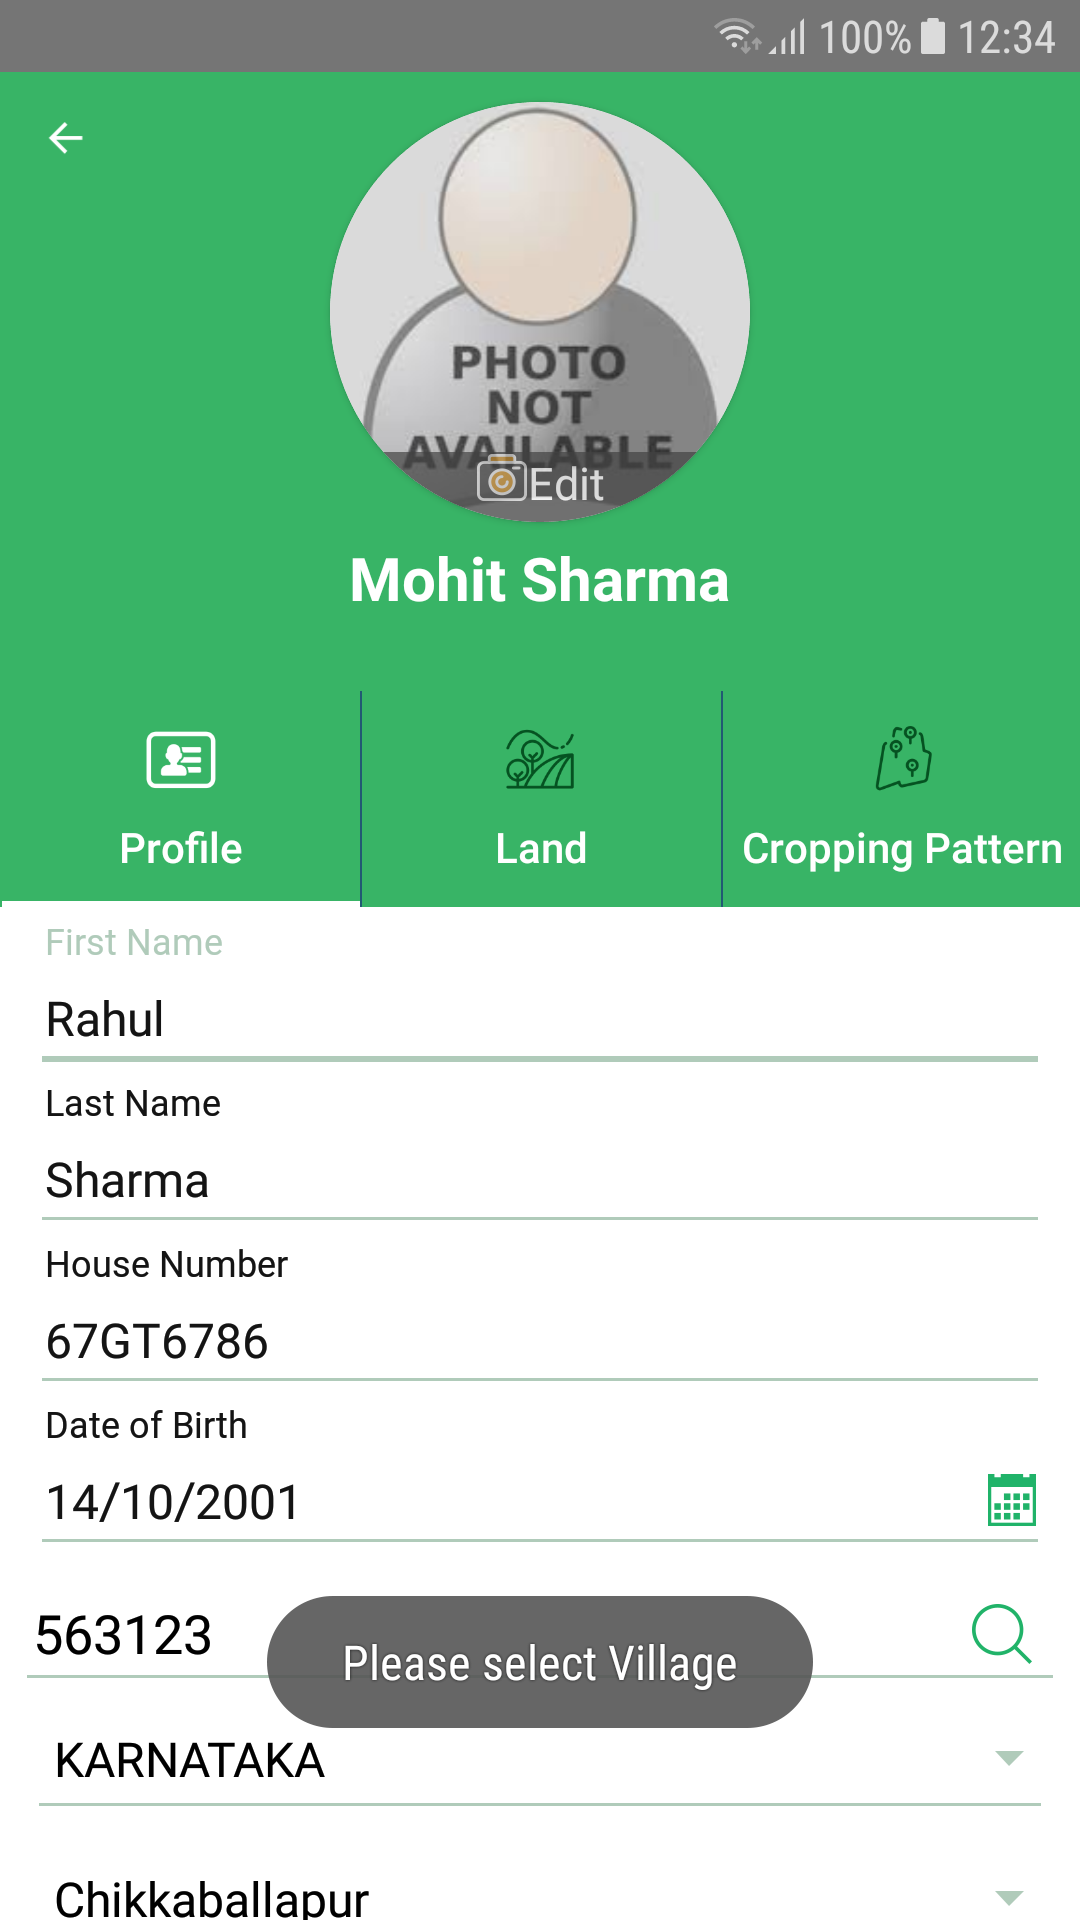 100% 12:34
PHOTO
NOT
AVAILABLE
Edit
Mohit Sharma
Profile Land Cropping Pattern
First Name
Rahul
Last Name
Sharma
House Number
67GT6786
Date of Birth
14/10/2001
563123
Please select Village
KARNATAKA
Chikkaballapur